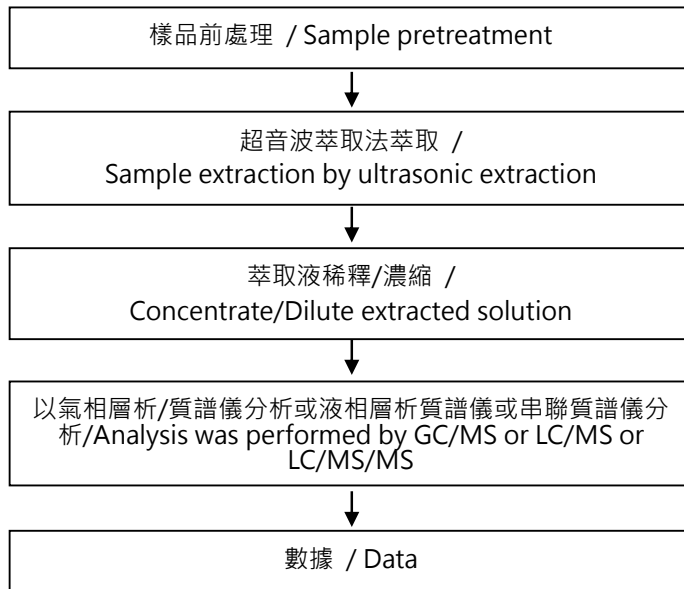 樣品前處理 / Sample pretreatment
超音波萃取法萃取 /
Sample extraction by ultrasonic extraction
萃取液稀釋/濃縮 /
Concentrate/Dilute extracted solution
以氣相層析/質譜儀分析或液相層析質譜儀或串聯質譜儀分
析/Analysis was performed by GC/MS or LC/MS or
LC/MS/MS
數據 / Data